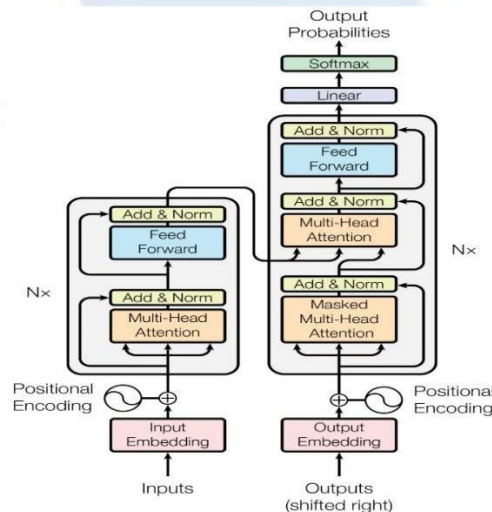 Output
Probabilities
Softmax
Linear
Add & Norm
Feed
Forward
Add & Norm
Multi-Head
Attention
Add & Norm
Masked
Multi-Head
Attention
Nx
Add & Norm
Feed
Forward
Add & Norm
Multi-Head
Attention
Nx
Positional
Encoding
Positional
Encoding
Input
Embedding
Output
Embedding
Inputs
Outputs
(shifted right)